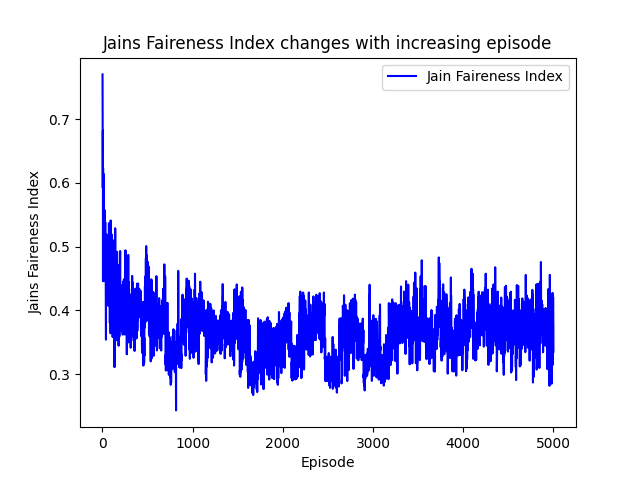 Jains Faireness Index changes with increasing episode
Jain Faireness Index
Jains Faireness Index
0.7
0.6
0.5
0.4
0.3
0 1000 2000 3000 4000 5000
Episode